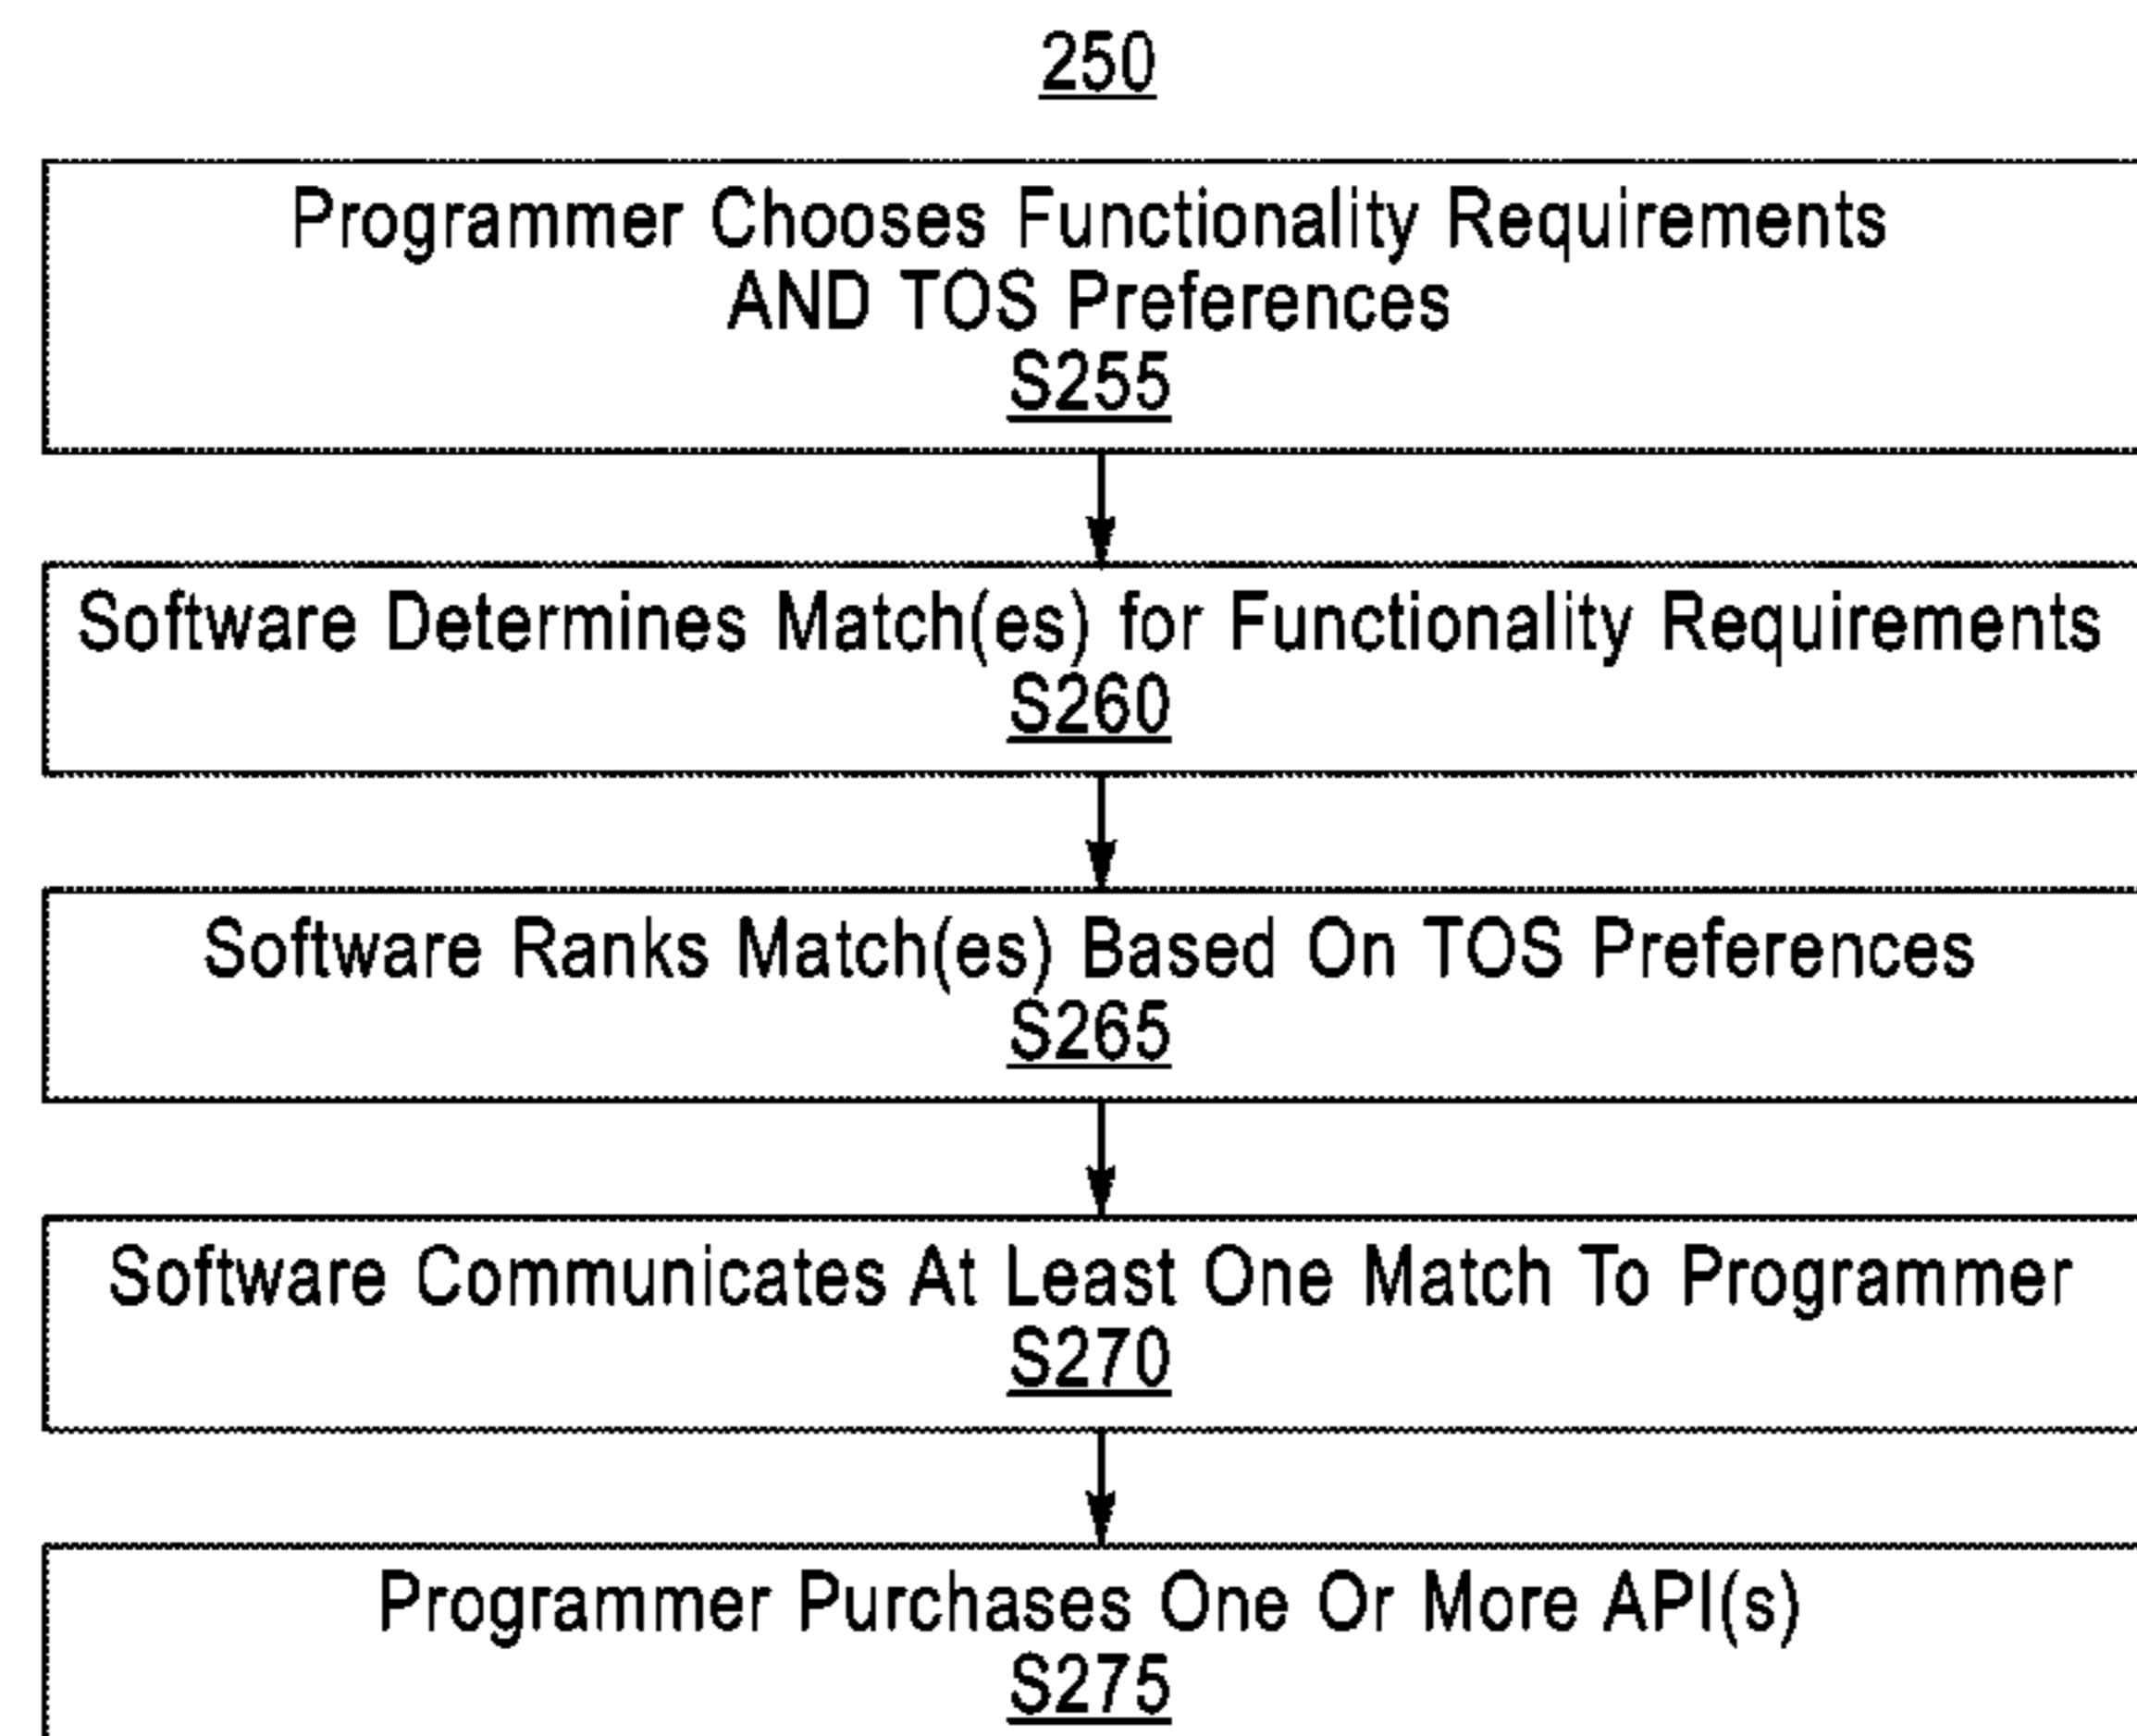 250
Programmer Chooses Functionality Requirements
AND TOS Preferences
S255
Software Determines Match(es) for Functionality Requirements
S260
Software Ranks Match(es) Based On TOS Preferences
S265
Software Communicates At Least One Match To Programmer
S270
Programmer Purchases One Or More API(s)
S275